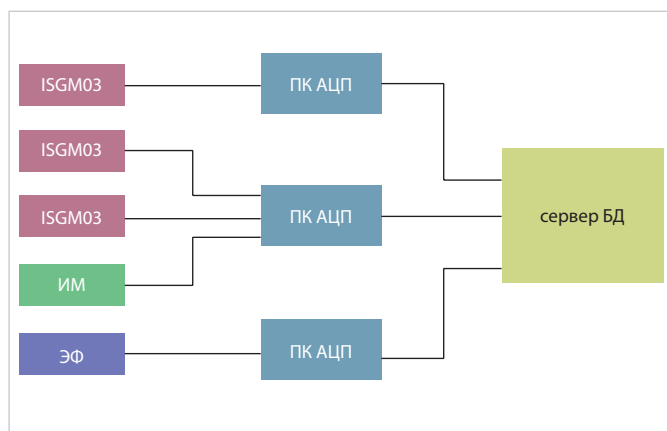 ISGM03
ПК АЦП
ISGM03
ISGM03
ПК АЦП
сервер БД
ИМ
ЭФ
ПК АЦП